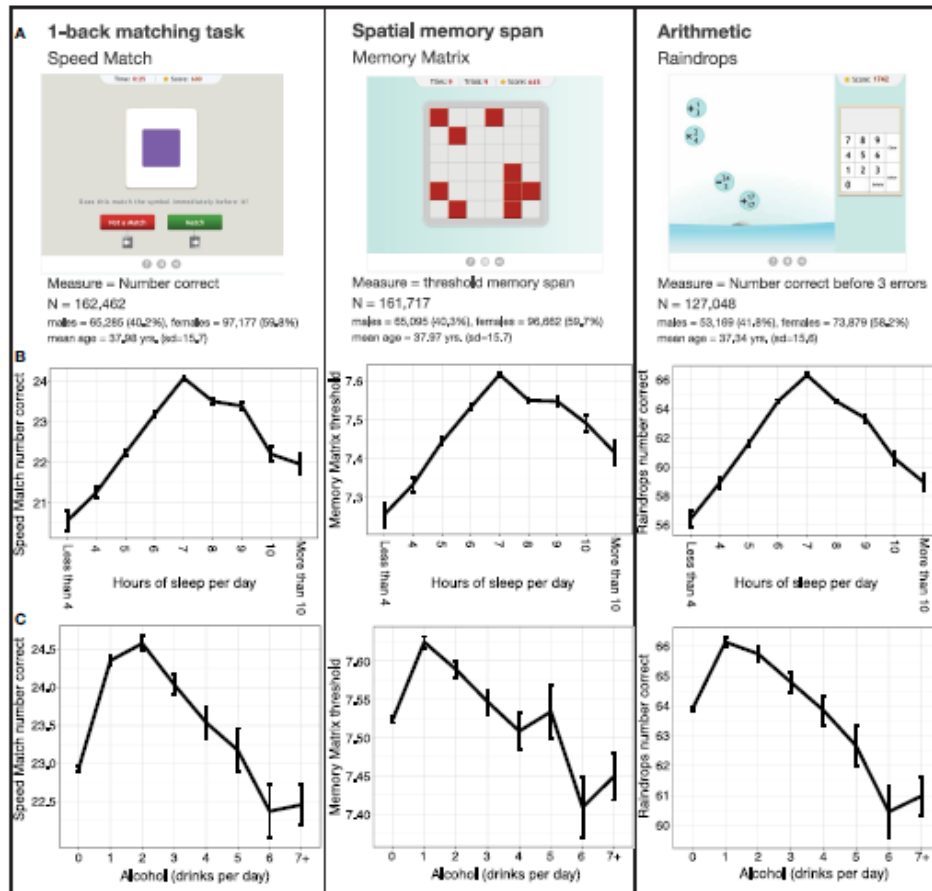 A 1-back matching task
Speed Match
Time: 0:25 Score: 600
Does this match the symbol immediately before it?
Not a Match Match
Measure = Number correct
N = 162,462
males = 65,285 (40.2%), females = 97,177 (59.8%)
mean age = 37.98 yrs. (sd=15.7)
Spatial memory span
Memory Matrix
Measure = threshold memory span
N = 161,717
males = 65,095 (40.3%), females = 96,652 (59.7%)
mean age = 37.97 yrs. (sd=15.7)
Arithmetic
Raindrops
Score: 1742
7 8 9
4 5 6
1 2 3
0
Measure = Number correct before 3 errors
N = 127,048
males = 53,169 (41.8%), females = 73,879 (58.2%)
mean age = 37.34 yrs. (sd=15.6)
B
Speed Match number correct
24
23
22
21
Less than 4 4 5 6 7 8 9 10 More than 10
Hours of sleep per day
Memory Matrix threshold
7.6
7.5
7.4
7.3
Less than 4 4 5 6 7 8 9 10 More than 10
Hours of sleep per day
Raindrops number correct
66
64
62
60
58
56
Less than 4 4 5 6 7 8 9 10 More than 10
Hours of sleep per day
C
Speed Match number correct
24.5
24.0
23.5
23.0
22.5
0 1 2 3 4 5 6 7+
Alcohol (drinks per day)
Memory Matrix threshold
7.60
7.55
7.50
7.45
7.40
0 1 2 3 4 5 6 7+
Alcohol (drinks per day)
Raindrops number correct
66
65
64
63
62
61
60
0 1 2 3 4 5 6 7+
Alcohol (drinks per day)